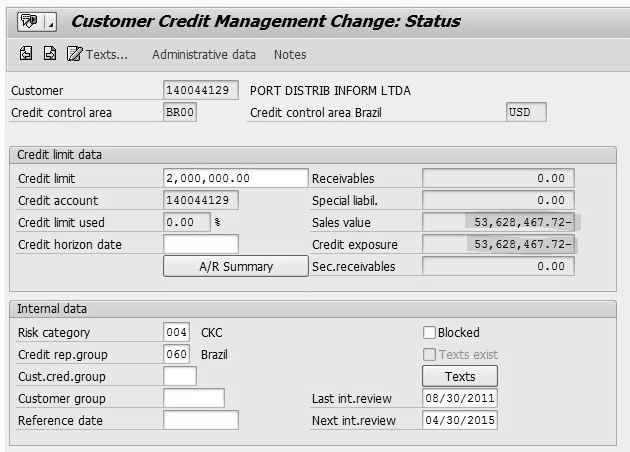 Customer Credit Management Change: Status
Texts... Administrative data Notes
Customer 140044129 PORT DISTRIB INFORM LTDA
Credit control area BR00 Credit control area Brazil USD
Credit limit data
Credit limit 2,000,000.00 Receivables 0.00
Credit account 140044129 Special liabil. 0.00
Credit limit used 0.00 % Sales value 53,628,467.72-
Credit horizon date Credit exposure 53,628,467.72-
A/R Summary Sec.receivables 0.00
Internal data
Risk category 004 CKC Blocked
Credit rep.group 060 Brazil Texts exist
Cust.cred.group Texts
Customer group Last int.review 08/30/2011
Reference date Next int.review 04/30/2015